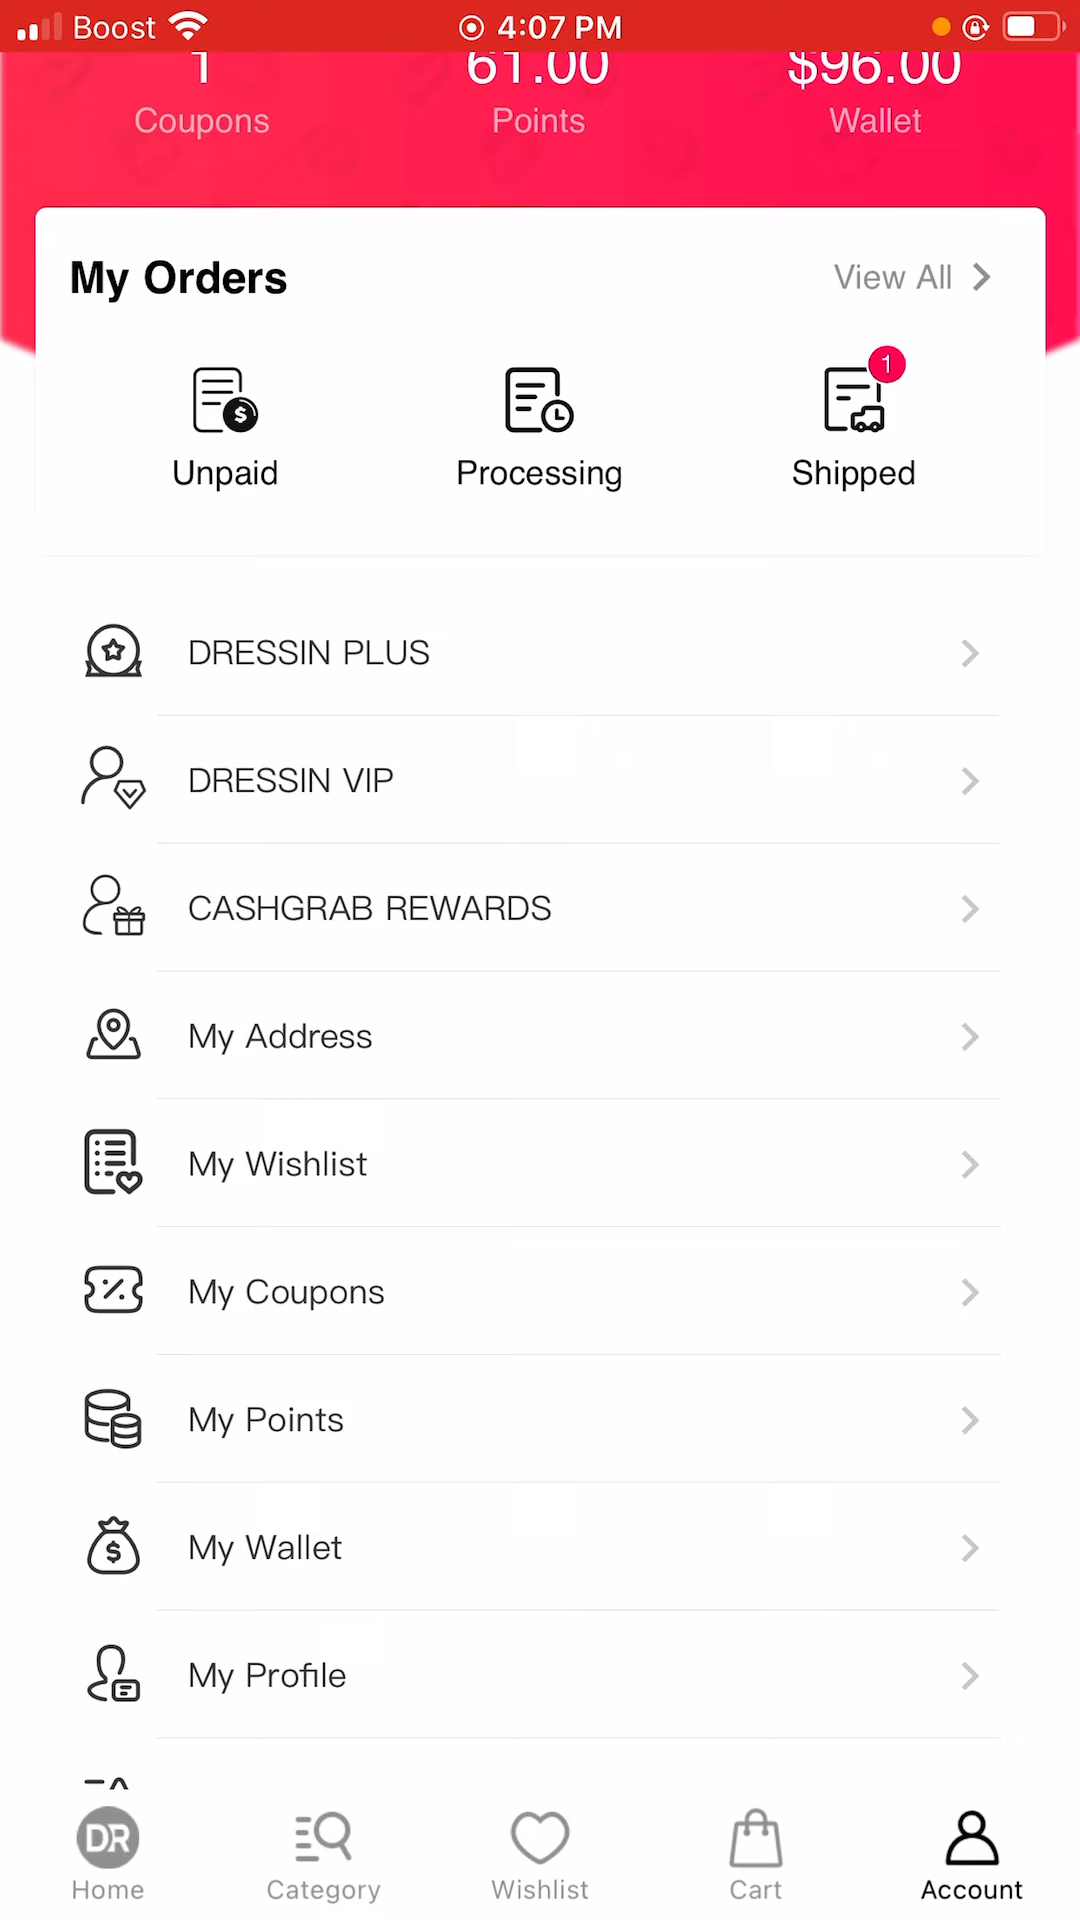 Boost 4:07 PM
1 61.00 $96.00
Coupons Points Wallet
My Orders View All
1
$
Unpaid Processing Shipped
DRESSIN PLUS
DRESSIN VIP
CASHGRAB REWARDS
My Address
My Wishlist
My Coupons
My Points
$
My Wallet
My Profile
DR
Home Category Wishlist Cart Account